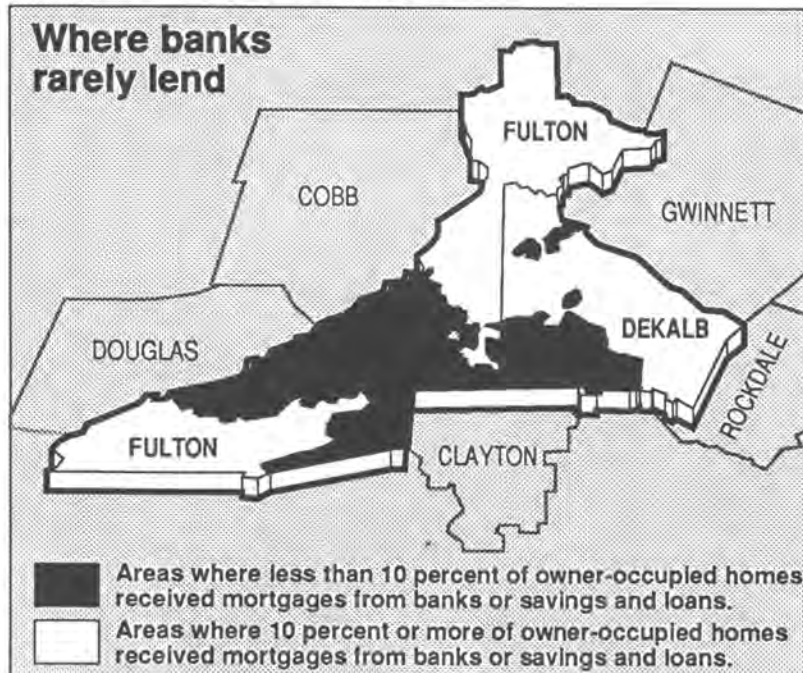 Where banks
rarely lend
FULTON
COBB
GWINNETT
DEKALB
DOUGLAS
ROCKDALE
FULTON
CLAYTON
Areas where less than 10 percent of owner-occupied homes
received mortgages from banks or savings and loans.
Areas where 10 percent or more of owner-occupied homes
received mortgages from banks or savings and loans.